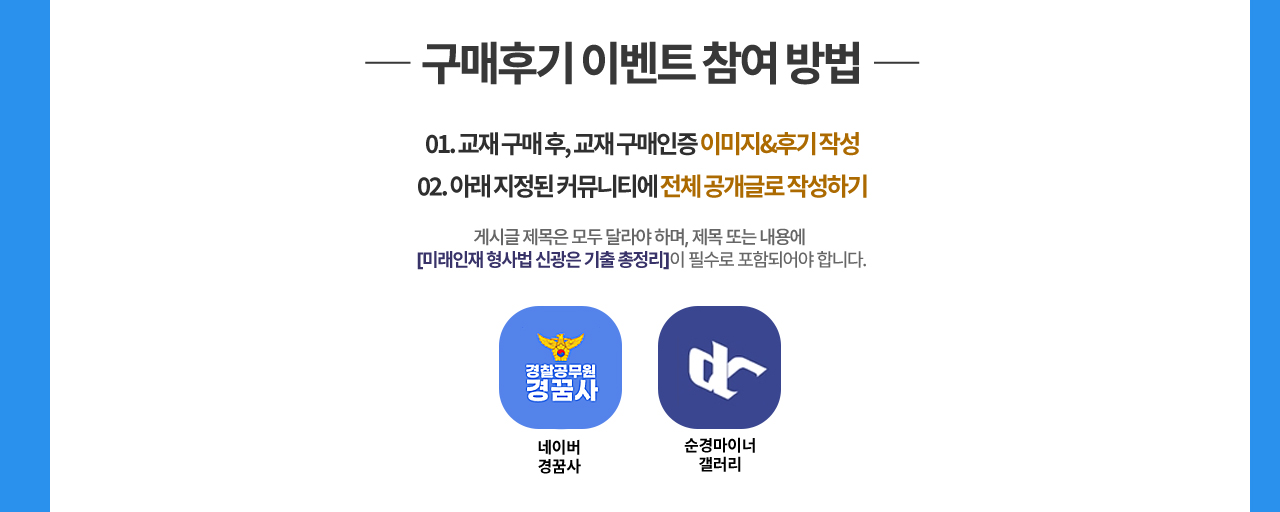 구매후기 이벤트 참여 방법
01. 교재 구매 후, 교재 구매인증 이미지&후기 작성
02. 아래 지정된 커뮤니티에 전체 공개글로 작성하기
게시글 제목은 모두 달라야 하며, 제목 또는 내용에
[미래인재 형사법 신광은 기출 총정리]이 필수로 포함되어야 합니다.
경찰공무원
경꿈사
네이버
경꿈사
순경마이너
갤러리